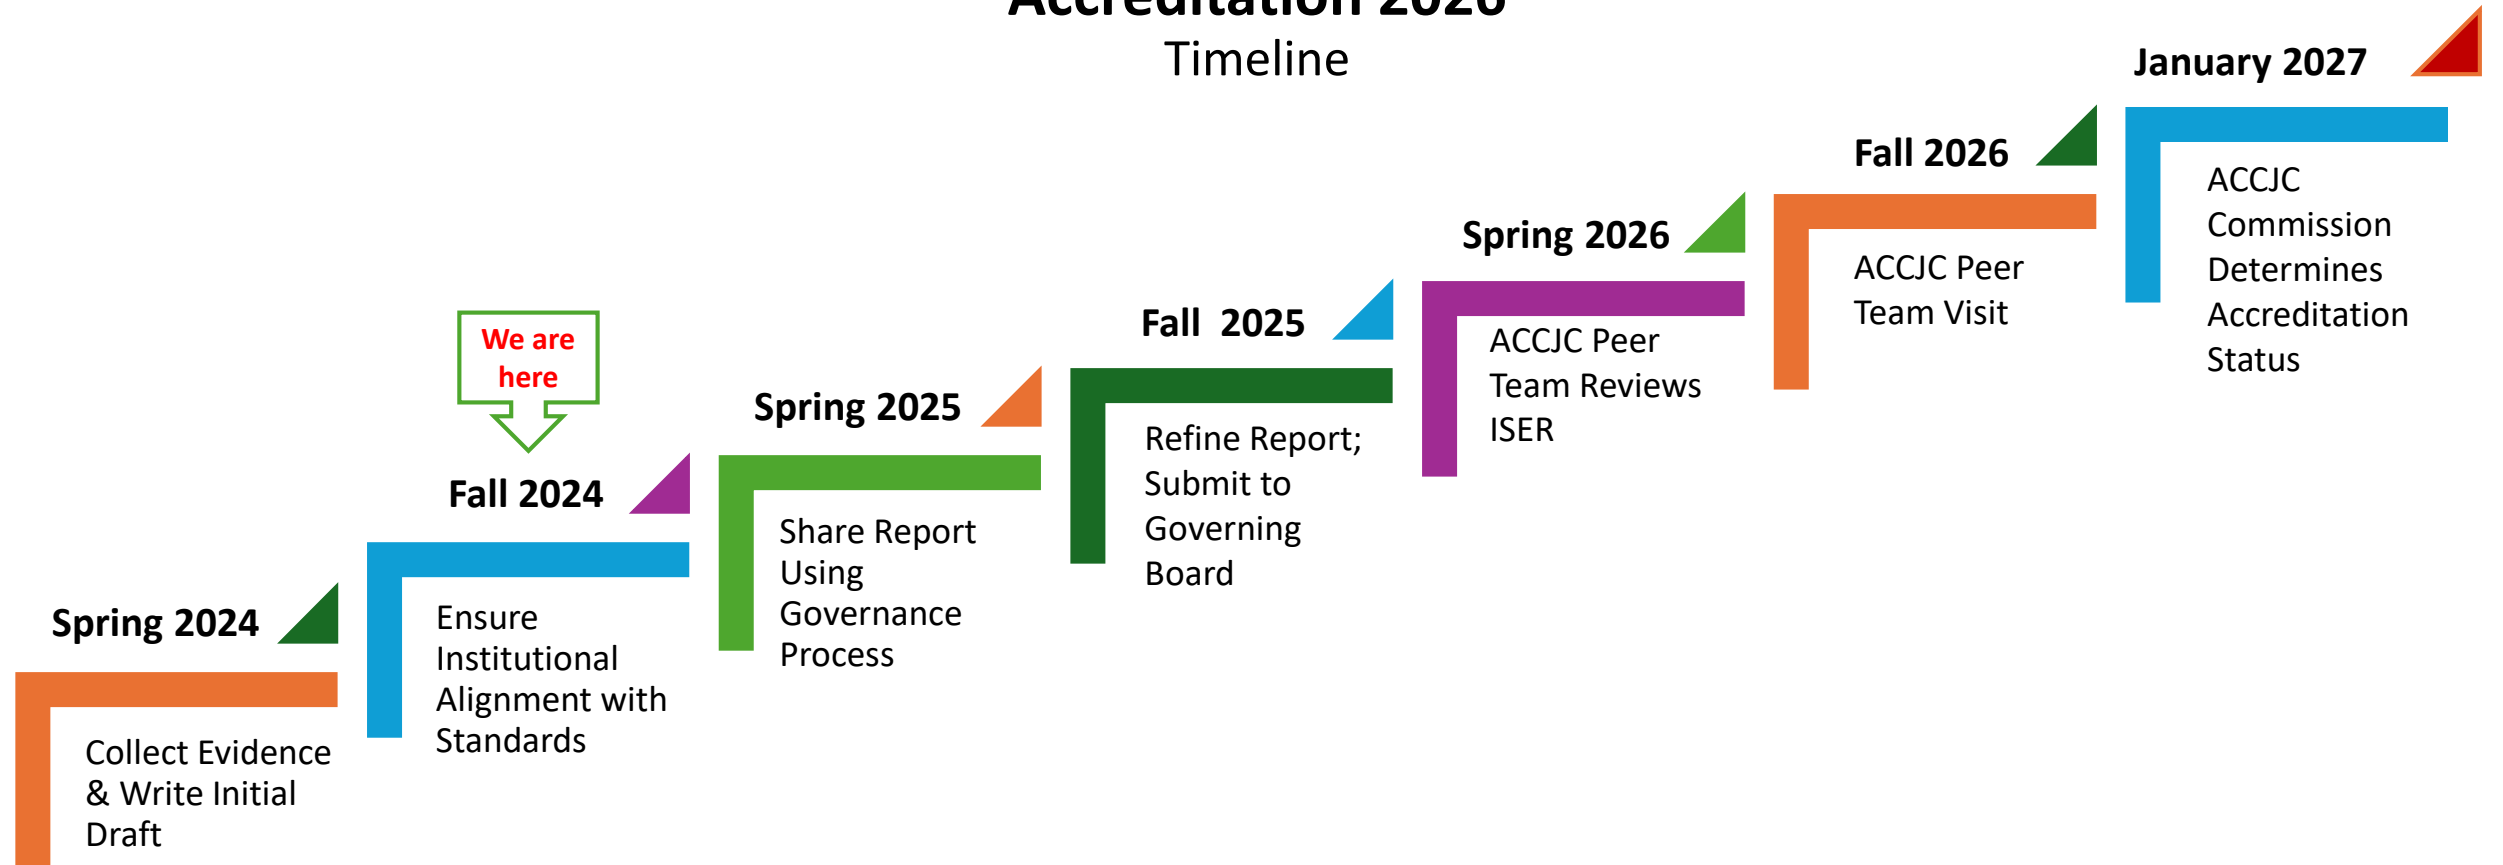 Accreditation 2026
Timeline
January 2027
ACCJC
Commission
Determines
Accreditation
Status
Fall 2026
ACCJC Peer
Team Visit
Spring 2026
ACCJC Peer
Team Reviews
ISER
Fall  2025
Refine Report;
Submit to
Governing
Board
Spring 2025
Share Report
Using
Governance
Process
We are
here
Fall 2024
Ensure
Institutional
Alignment with
Standards
Spring 2024
Collect Evidence
& Write Initial
Draft